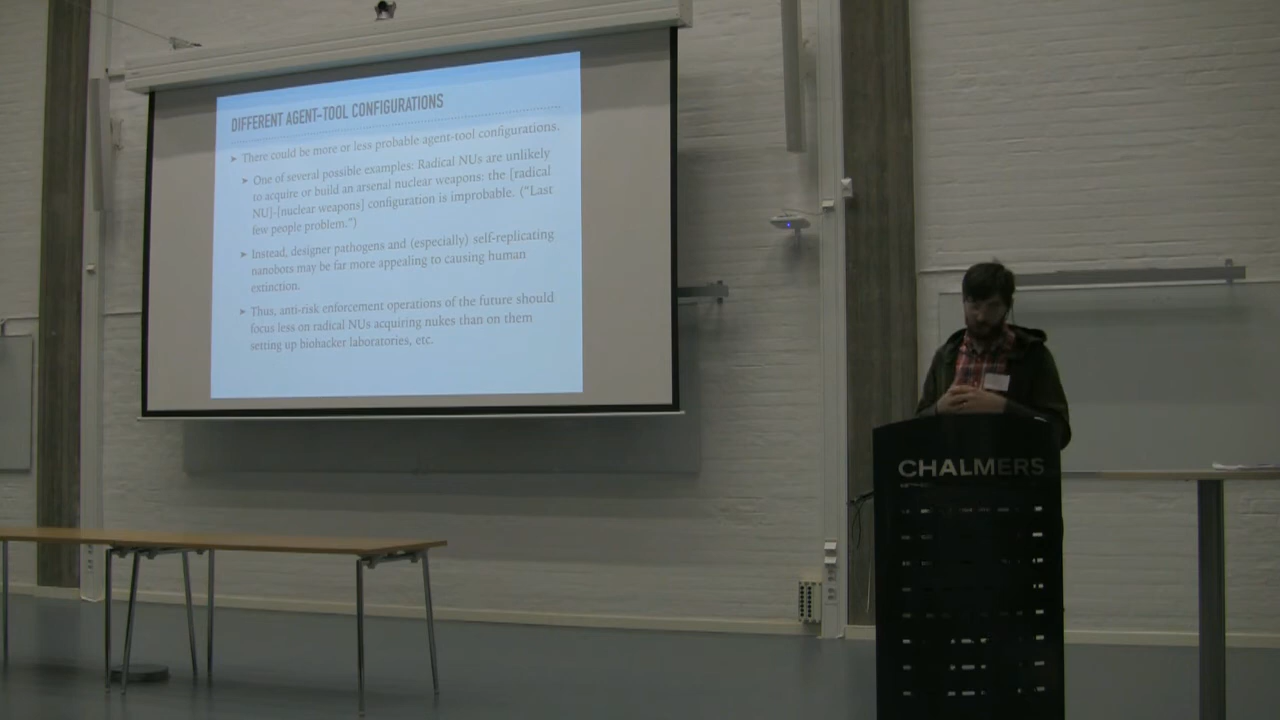 DIFFERENT AGENT-TOOL CONFIGURATIONS
➤ There could be more or less probable agent-tool configurations.
➤ One of several possible examples: Radical NUs are unlikely
to acquire or build an arsenal nuclear weapons: the [radical
NU]-[nuclear weapons] configuration is improbable. ("Last
few people problem.")
➤ Instead, designer pathogens and (especially) self-replicating
nanobots may be far more appealing to causing human
extinction.
➤ Thus, anti-risk enforcement operations of the future should
focus less on radical NUs acquiring nukes than on them
setting up biohacker laboratories, etc.
CHALMERS